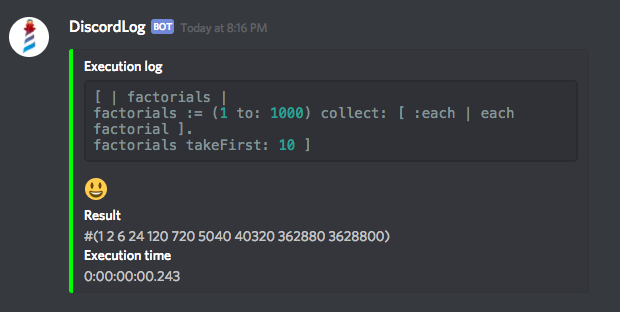 DiscordLog BOT Today at 8:16 PM
Execution log
[ | factorials |
factorials := (1 to: 1000) collect: [ :each | each
factorial ].
factorials takeFirst: 10 ]
Result
#(1 2 6 24 120 720 5040 40320 362880 3628800)
Execution time
0:00:00:00.243